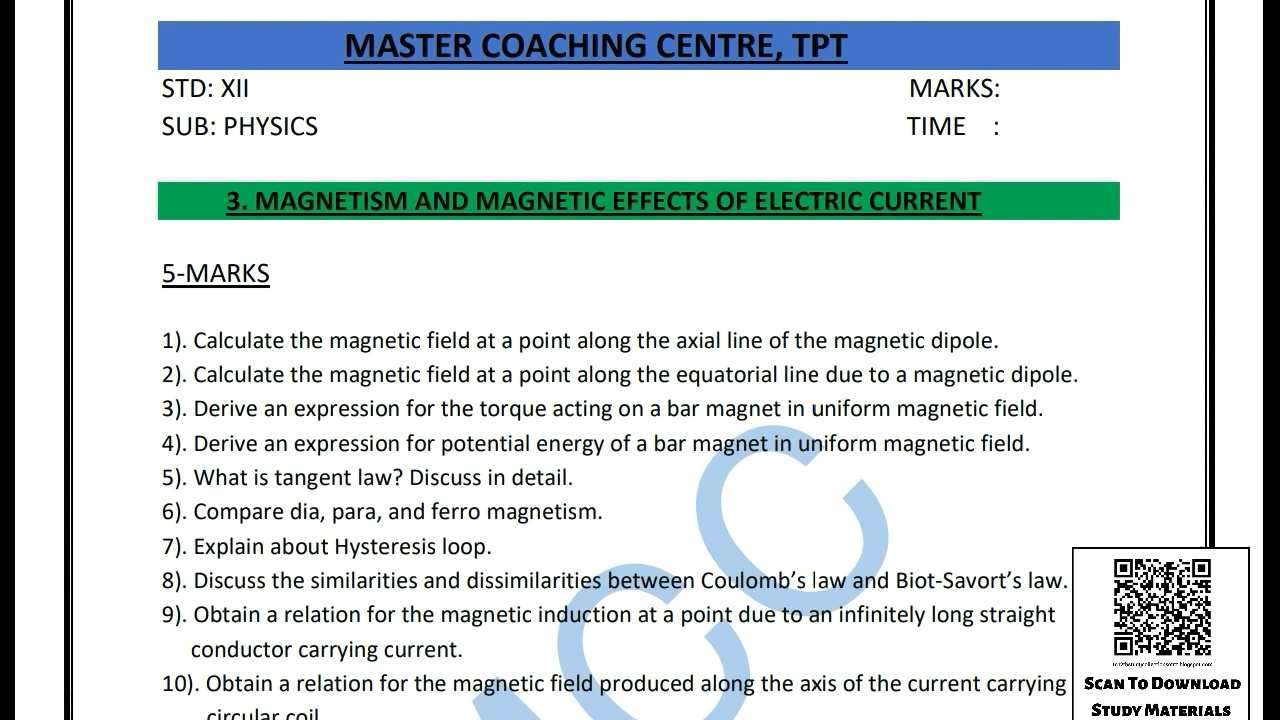 MASTER COACHING CENTRE, TPT
STD: XII MARKS:
SUB: PHYSICS TIME :
3. MAGNETISM AND MAGNETIC EFFECTS OF ELECTRIC CURRENT
5-MARKS
1). Calculate the magnetic field at a point along the axial line of the magnetic dipole.
2). Calculate the magnetic field at a point along the equatorial line due to a magnetic dipole.
3). Derive an expression for the torque acting on a bar magnet in uniform magnetic field.
4). Derive an expression for potential energy of a bar magnet in uniform magnetic field.
5). What is tangent law? Discuss in detail.
6). Compare dia, para, and ferro magnetism.
7). Explain about Hysteresis loop.
8). Discuss the similarities and dissimilarities between Coulomb's law and Biot-Savort's law.
9). Obtain a relation for the magnetic induction at a point due to an infinitely long straight
conductor carrying current.
10). Obtain a relation for the magnetic field produced along the axis of the current carrying
circular coil
MCC
SCAN TO DOWNLOAD
STUDY MATERIALS